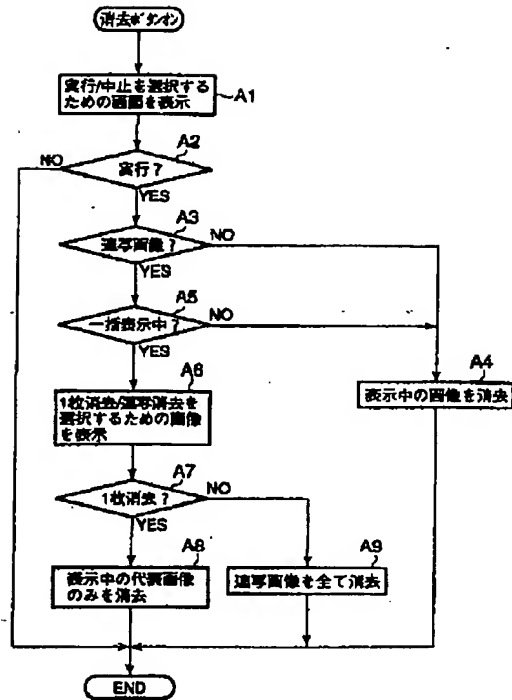 消去ボタンオン
実行/中止を選択する
ための画面を表示
A1
A2
NO
実行?
YES
A3
連写画像?
NO
YES
A5
一括表示中?
NO
YES
A6
1枚消去/連写消去を
選択するための画像
を表示
A4
表示中の画像を消去
A7
1枚消去?
NO
YES
A8
表示中の代表画像
のみを消去
A9
連写画像を全て消去
END